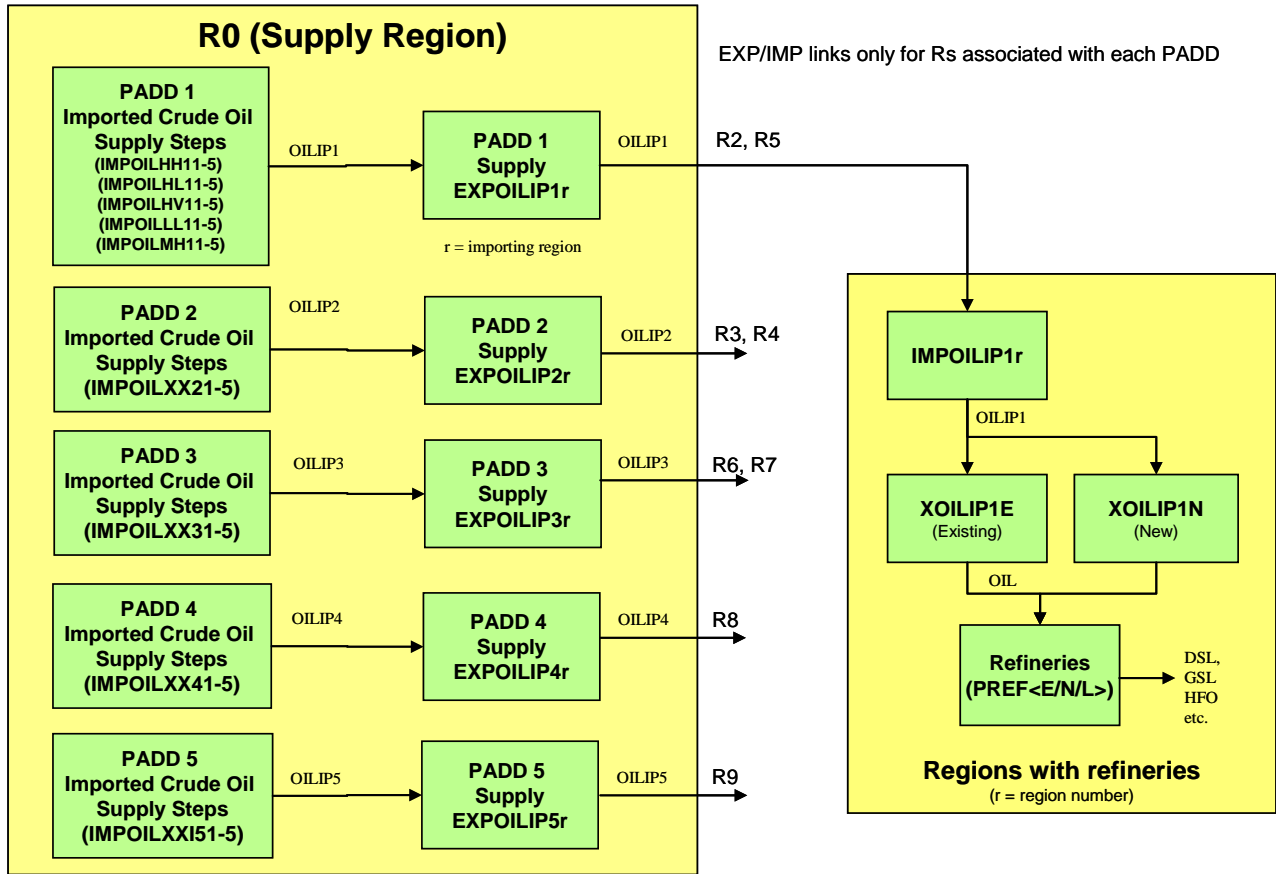 R0 (Supply Region)
EXP/IMP links only for Rs associated with each PADD
PADD 1
Imported Crude Oil
Supply Steps
(IMPOILHH11-5)
(IMPOILHL11-5)
(IMPOILHV11-5)
(IMPOILLL11-5)
(IMPOILMH11-5)
OILIP1
PADD 1
Supply
EXPOILIP1r
OILIP1
R2, R5
r = importing region
PADD 2
Imported Crude Oil
Supply Steps
(IMPOILXX21-5)
OILIP2
PADD 2
Supply
EXPOILIP2r
OILIP2
R3, R4
PADD 3
Imported Crude Oil
Supply Steps
(IMPOILXX31-5)
OILIP3
PADD 3
Supply
EXPOILIP3r
OILIP3
R6, R7
PADD 4
Imported Crude Oil
Supply Steps
(IMPOILXX41-5)
OILIP4
PADD 4
Supply
EXPOILIP4r
OILIP4
R8
PADD 5
Imported Crude Oil
Supply Steps
(IMPOILXXI51-5)
OILIP5
PADD 5
Supply
EXPOILIP5r
OILIP5
R9
IMPOILIP1r
OILIP1
XOILIP1E
(Existing)
XOILIP1N
(New)
OIL
Refineries
(PREF<E/N/L>)
DSL,
GSL
HFO
etc.
Regions with refineries
(r = region number)